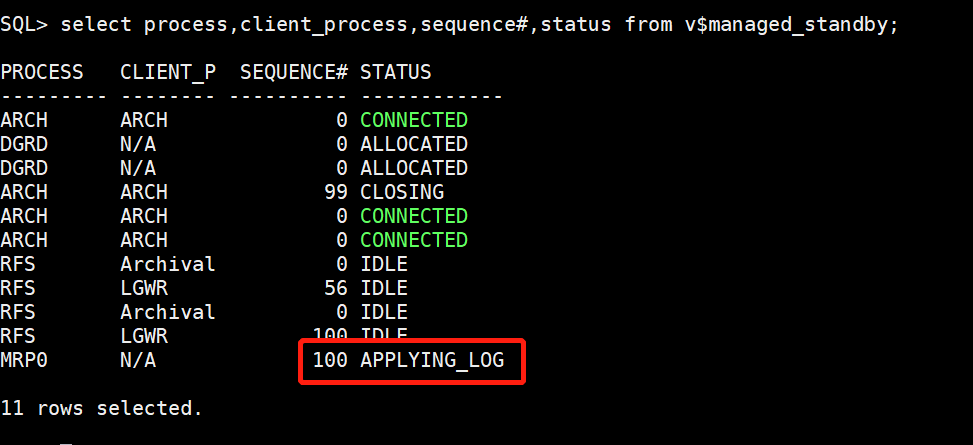 SQL> select process,client_process,sequence#,status from v$managed_standby;
PROCESS CLIENT_P SEQUENCE# STATUS
--------- -------- ---------- ------------
ARCH ARCH 0 CONNECTED
DGRD N/A 0 ALLOCATED
DGRD N/A 0 ALLOCATED
ARCH ARCH 99 CLOSING
ARCH ARCH 0 CONNECTED
ARCH ARCH 0 CONNECTED
RFS Archival 0 IDLE
RFS LGWR 56 IDLE
RFS Archival 0 IDLE
RFS LGWR 100 IDLE
MRP0 N/A 100 APPLYING_LOG
11 rows selected.